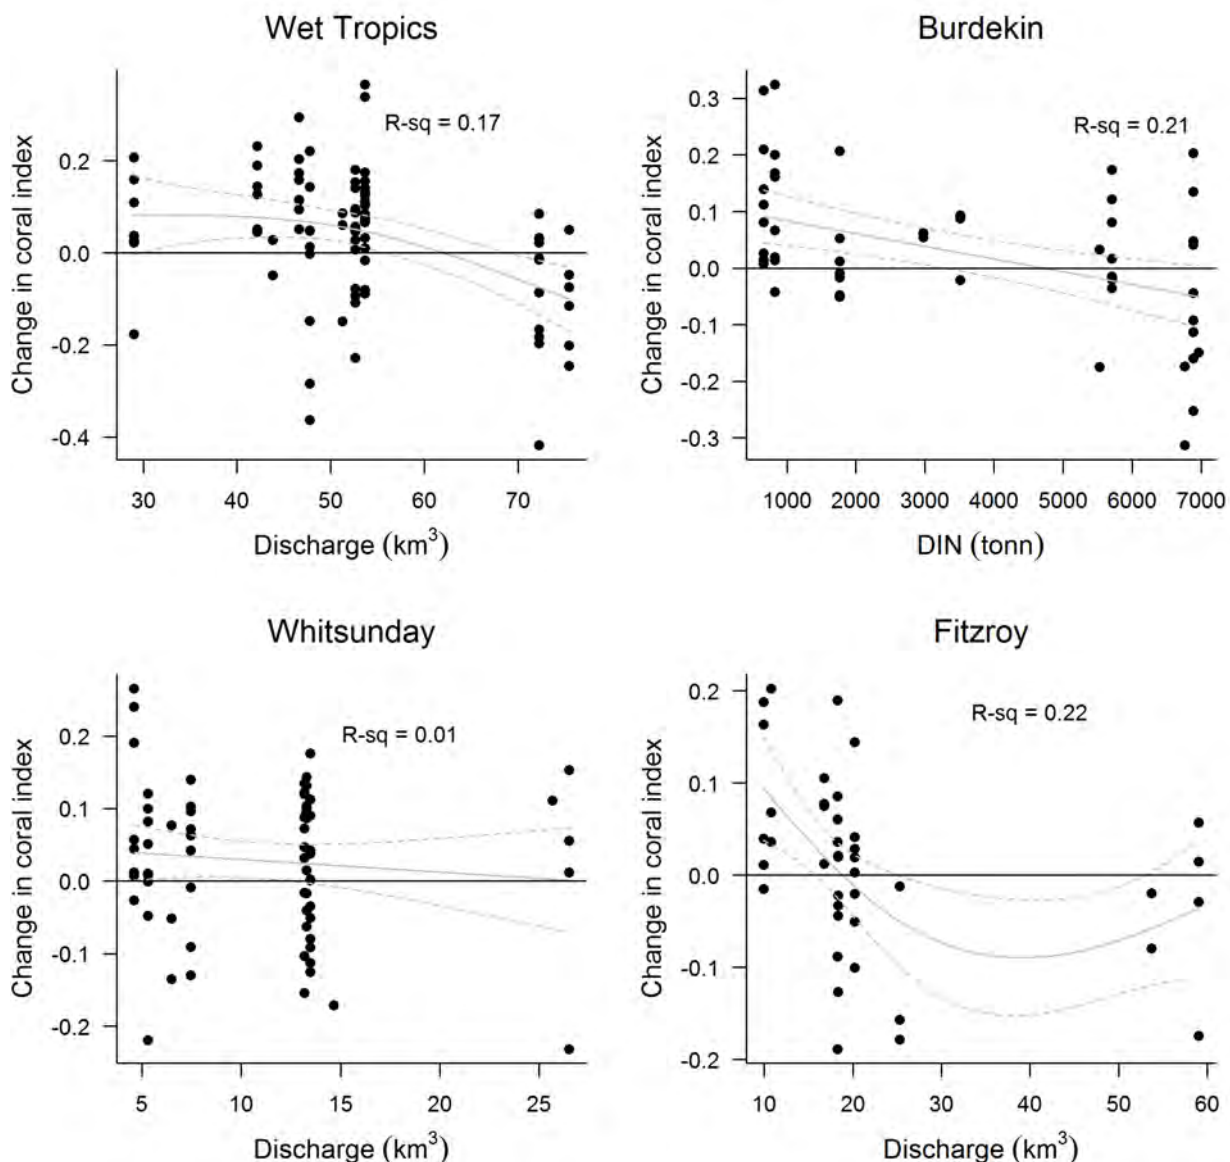 Wet Tropics
Change in coral index
0.2
0.0
-0.2
-0.4
R-sq = 0.17
30 40 50 60 70
Discharge (km³)
Burdekin
Change in coral index
0.3
0.2
0.1
0.0
-0.1
-0.2
-0.3
R-sq = 0.21
1000 2000 3000 4000 5000 6000 7000
DIN (tonn)
Whitsunday
Change in coral index
0.2
0.1
0.0
-0.1
-0.2
R-sq = 0.01
5 10 15 20 25
Discharge (km³)
Fitzroy
Change in coral index
0.2
0.1
0.0
-0.1
-0.2
R-sq = 0.22
10 20 30 40 50 60
Discharge (km³)